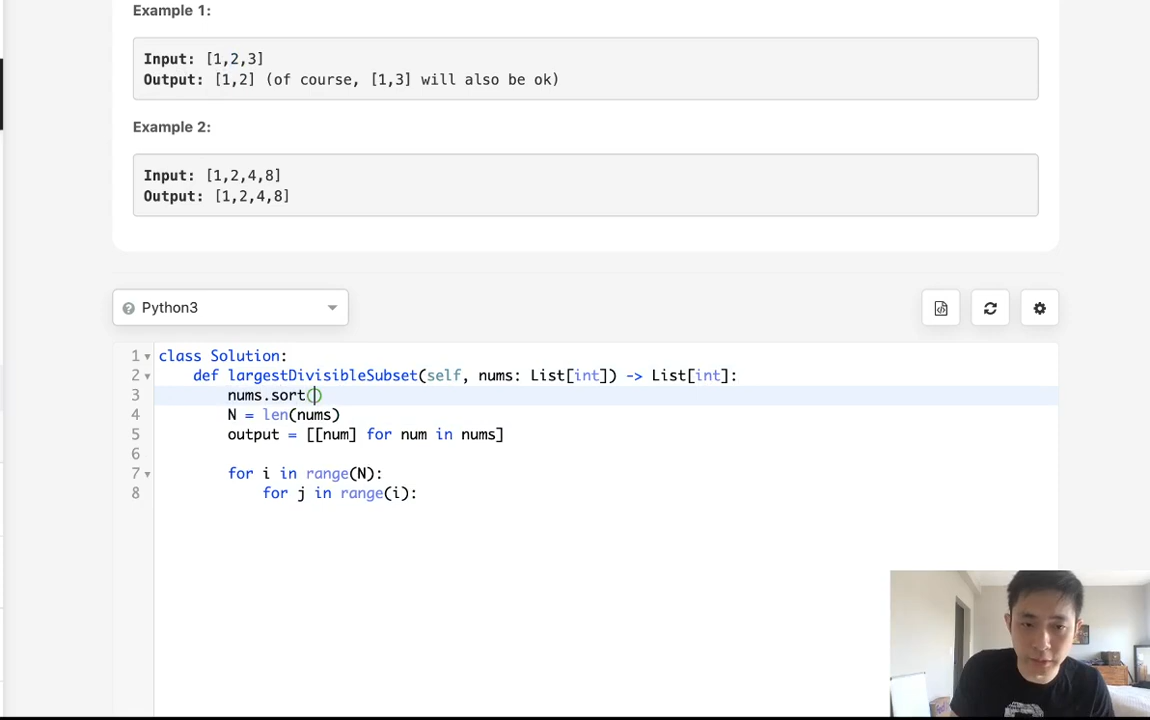 Example 1:
Input: [1,2,3]
Output: [1,2] (of course, [1,3] will also be ok)
Example 2:
Input: [1,2,4,8]
Output: [1,2,4,8]
Python3
1 class Solution:
2 def largestDivisibleSubset(self, nums: List[int]) -> List[int]:
3 nums.sort()
4 N = len(nums)
5 output = [[num] for num in nums]
6
7 for i in range(N):
8 for j in range(i):